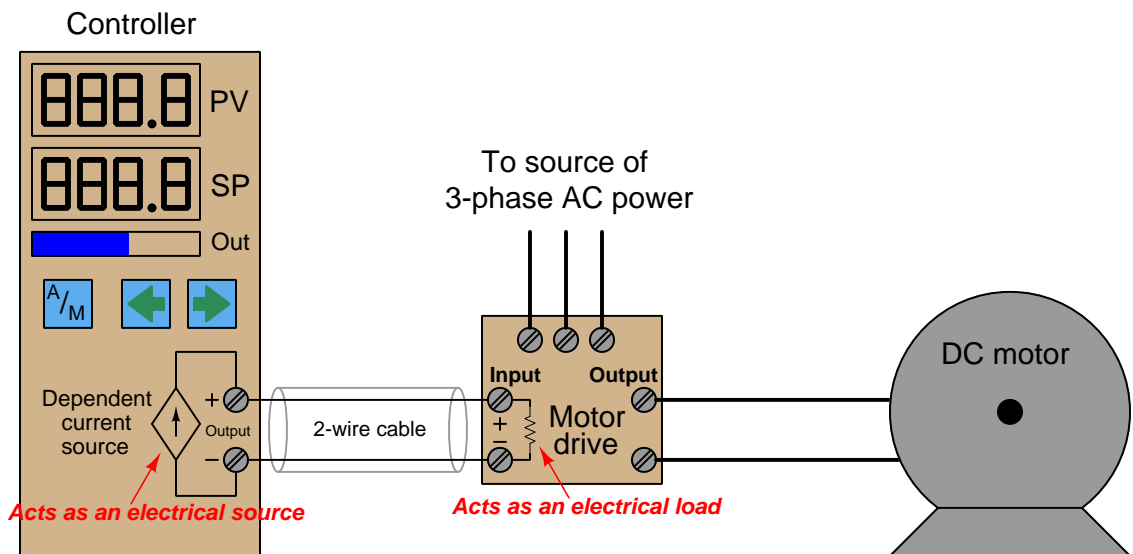 Controller
888.8 PV
888.8 SP
Out
A/M
Dependent
current
source
+
Output
−
Acts as an electrical source
2-wire cable
To source of
3-phase AC power
Input
Output
+
−
Motor
drive
Acts as an electrical load
DC motor